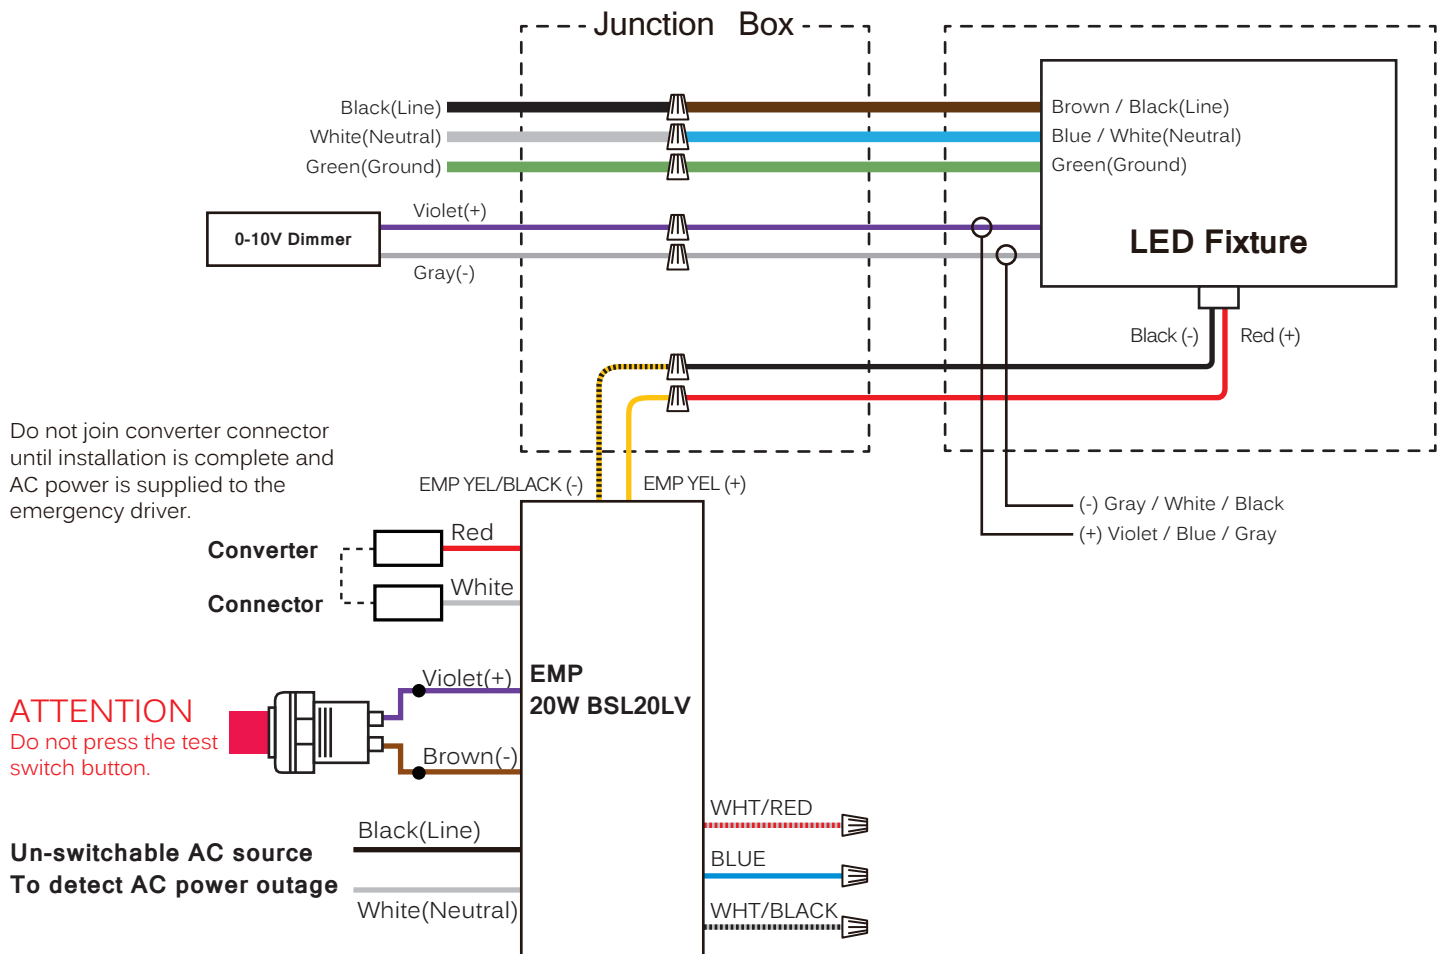 Junction Box
Black(Line)
Brown / Black(Line)
White(Neutral)
Blue / White(Neutral)
Green(Ground)
Green(Ground)
Violet(+)
0-10V Dimmer
LED Fixture
Gray(-)
Black (-)
Red (+)
Do not join converter connector
until installation is complete and
AC power is supplied to the
emergency driver.
EMP YEL/BLACK (-)
EMP YEL (+)
(-) Gray / White / Black
(+) Violet / Blue / Gray
Red
Converter
White
Connector
Violet(+)
EMP
20W BSL20LV
ATTENTION
Do not press the test
switch button.
Brown(-)
WHT/RED
Black(Line)
Un-switchable AC source
To detect AC power outage
BLUE
White(Neutral)
WHT/BLACK